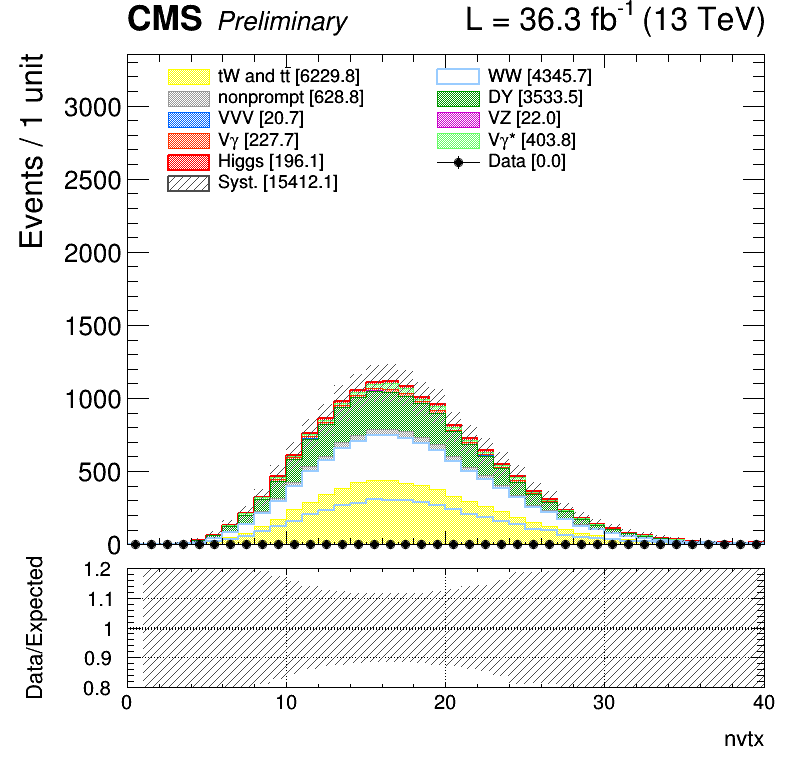 CMS Preliminary L = 36.3 fb⁻¹ (13 TeV)
Events / 1 unit
tW and tt̄ [6229.8] WW [4345.7]
nonprompt [628.8] DY [3533.5]
VVV [20.7] VZ [22.0]
Vγ [227.7] Vγ* [403.8]
Higgs [196.1] Data [0.0]
Syst. [15412.1]
3000
2500
2000
1500
1000
500
0
Data/Expected
1.2
1.1
1
0.9
0.8
0 10 20 30 40
nvtx